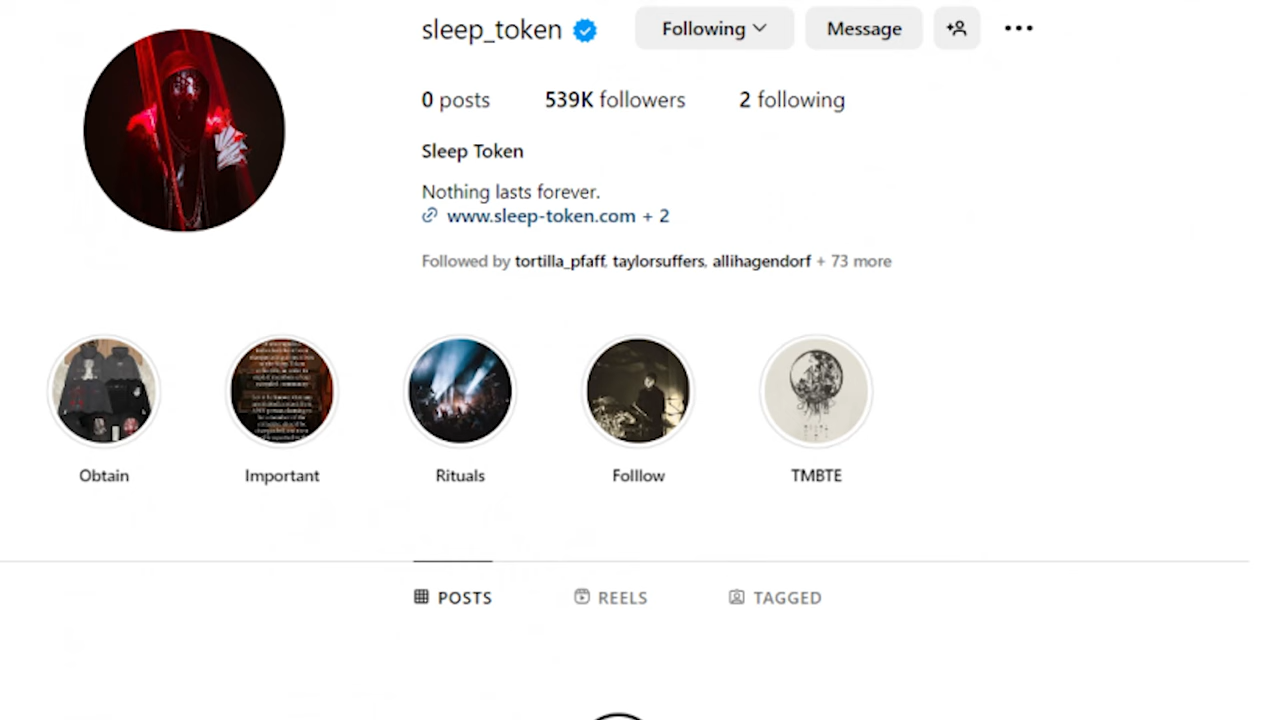 sleep_token Following Message
0 posts 539K followers 2 following
Sleep Token
Nothing lasts forever.
www.sleep-token.com + 2
Followed by tortilla_pfaff, taylorsuffers, allihagendorf + 73 more
Obtain Important Rituals Folllow TMBTE
POSTS REELS TAGGED